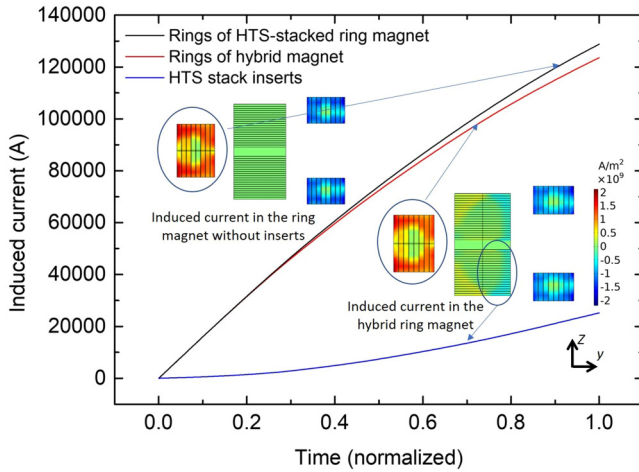 140000
120000
100000
80000
60000
40000
20000
0
Induced current (A)
Rings of HTS-stacked ring magnet
Rings of hybrid magnet
HTS stack inserts
Induced current in the ring
magnet without inserts
Induced current in the
hybrid ring magnet
A/m²
×10⁹
2
1.5
1
0.5
0
-0.5
-1
-1.5
-2
Z
y
0.0 0.2 0.4 0.6 0.8 1.0
Time (normalized)